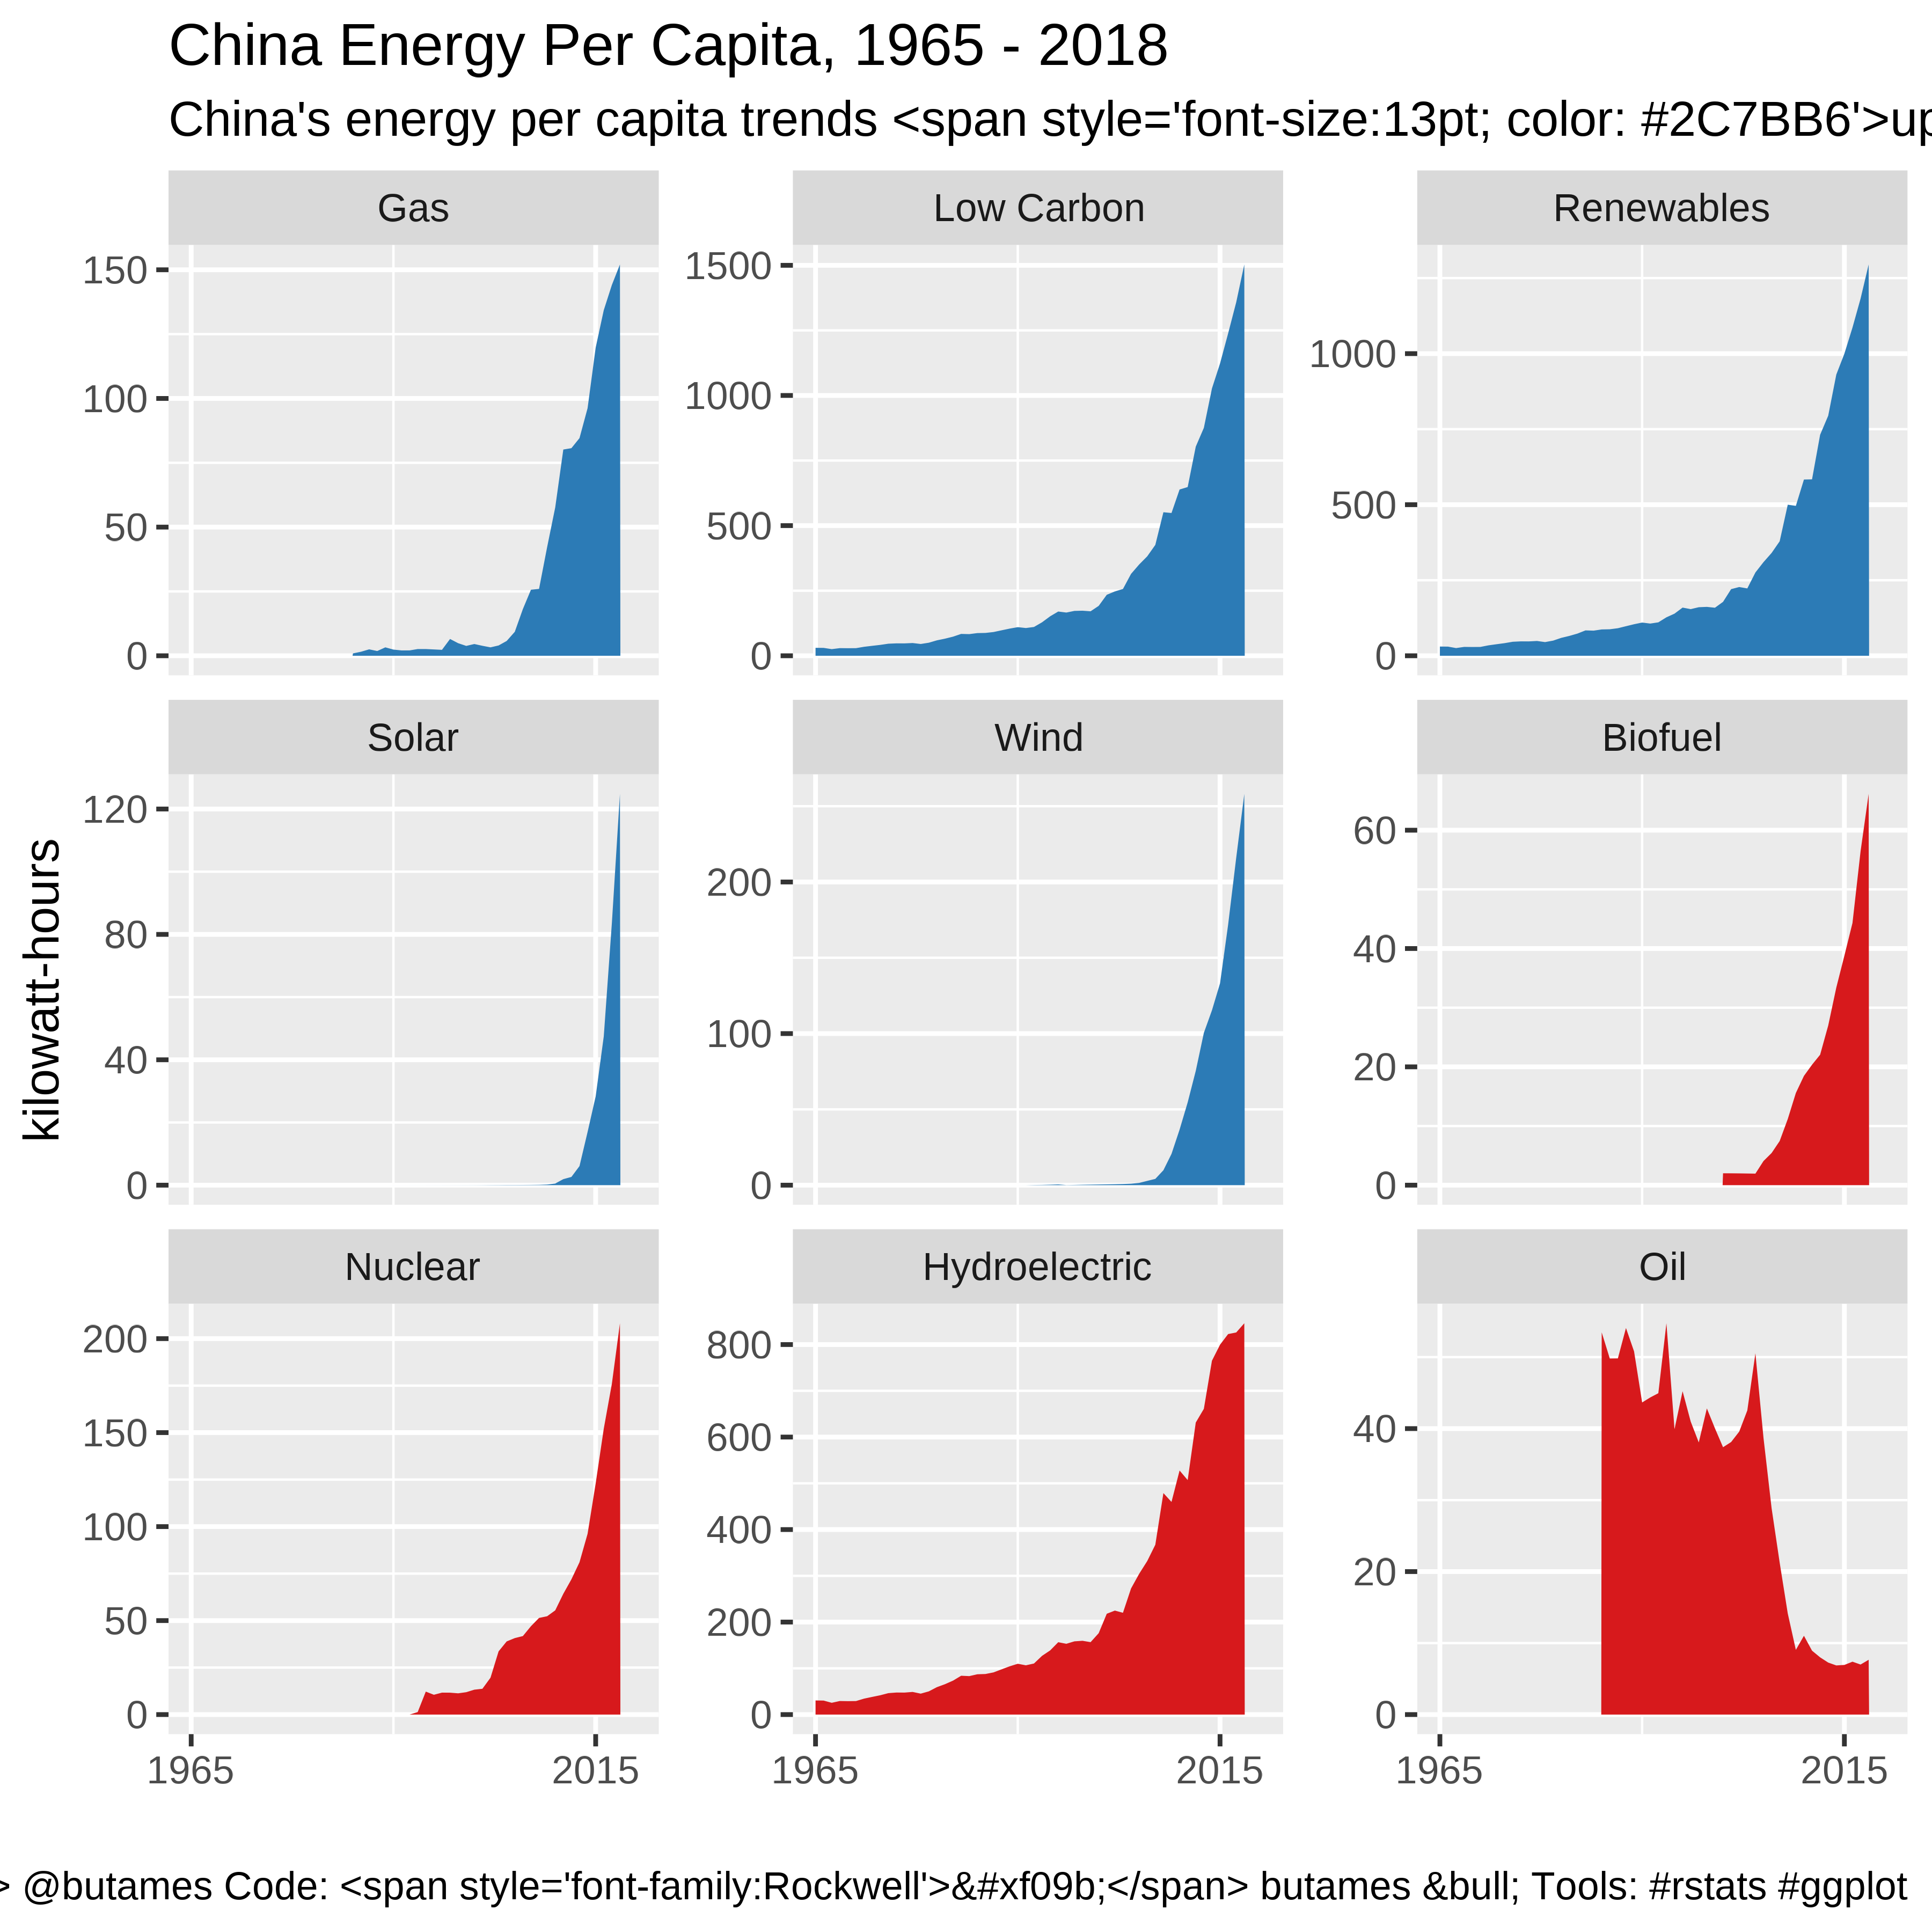 China Energy Per Capita, 1965 - 2018
China's energy per capita trends <span style='font-size:13pt; color: #2C7BB6'>up
Gas
Low Carbon
Renewables
150
100
50
0
1500
1000
500
0
1000
500
0
Solar
Wind
Biofuel
kilowatt-hours
120
80
40
0
200
100
0
60
40
20
0
Nuclear
Hydroelectric
Oil
200
150
100
50
0
800
600
400
200
0
40
20
0
1965 2015
1965 2015
1965 2015
> @butames Code: <span style='font-family:Rockwell'>&#xf09b;</span> butames &bull; Tools: #rstats #ggplot